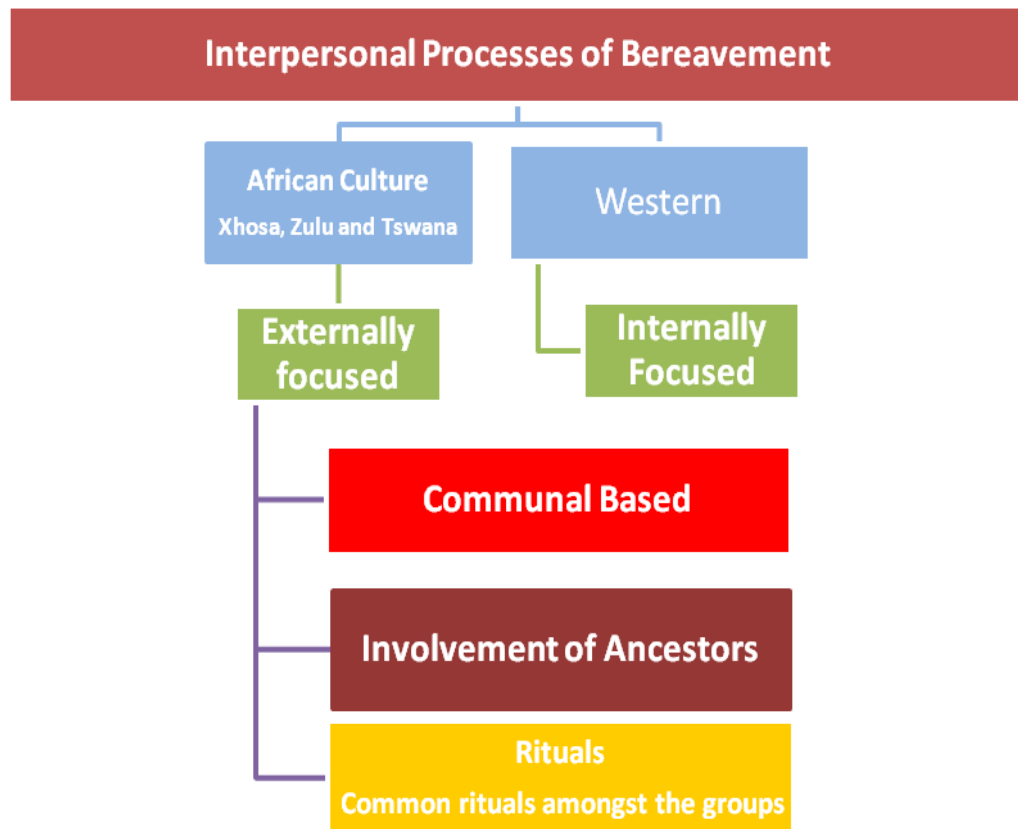 Interpersonal Processes of Bereavement
African Culture
Xhosa, Zulu and Tswana
Western
Externally
focused
Internally
Focused
Communal Based
Involvement of Ancestors
Rituals
Common rituals amongst the groups